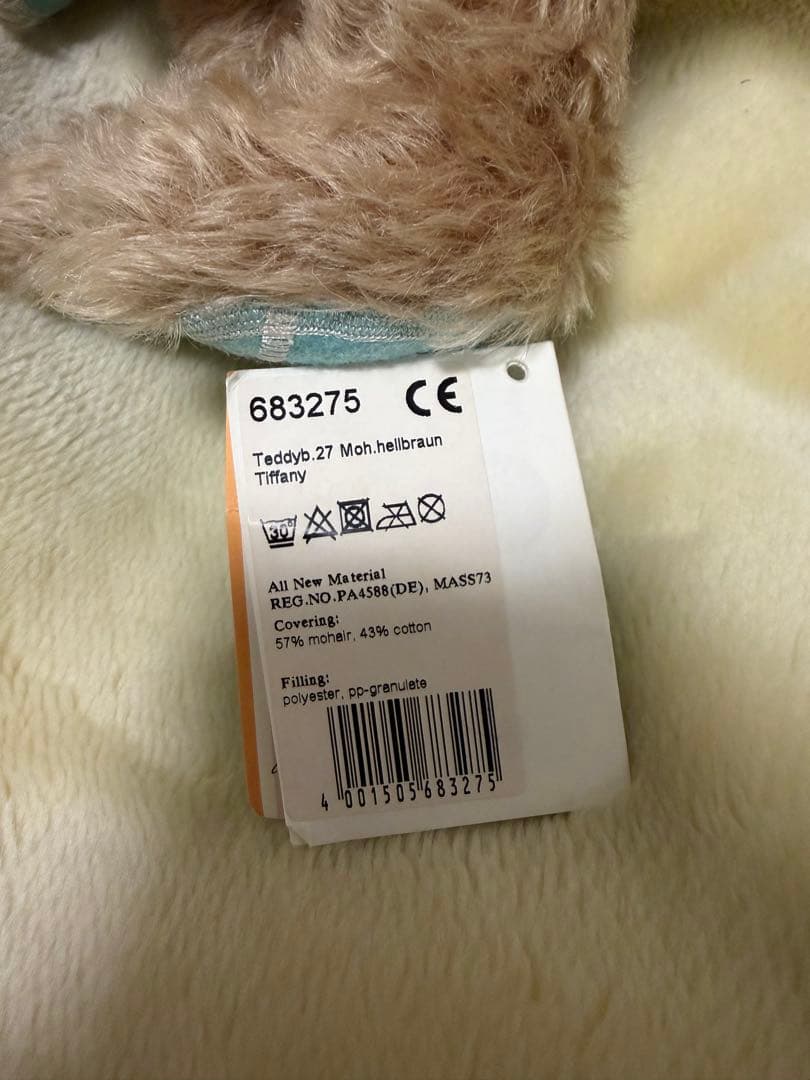 683275 CE
Teddyb.27 Moh.hellbraun
Tiffany
30°
All New Material
REG.NO.PA4588(DE), MASS73
Covering:
57% mohair, 43% cotton
Filling:
polyester, pp-granulate
4 001505 683275